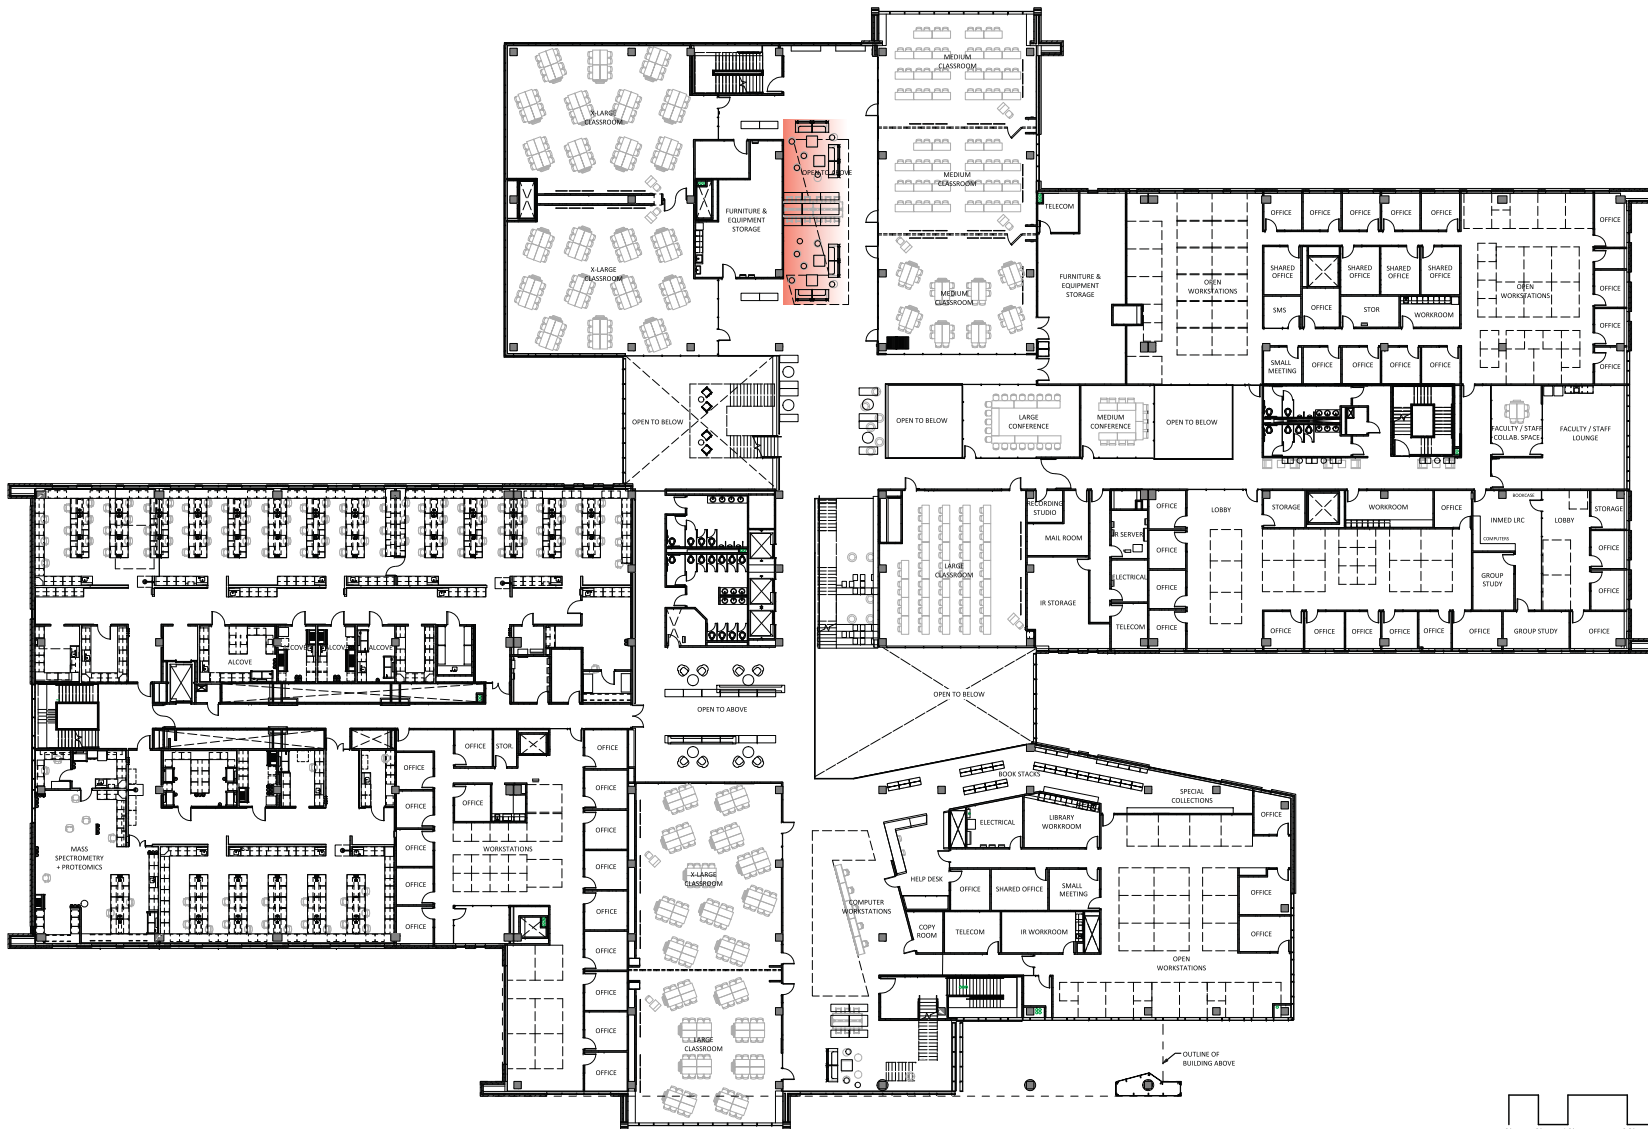 MEDIUM
CLASSROOM
X-LARGE
CLASSROOM
OPEN TO ABOVE
MEDIUM
CLASSROOM
FURNITURE &
EQUIPMENT
STORAGE
TELECOM
OFFICE
OFFICE
OFFICE
OFFICE
OFFICE
OFFICE
X-LARGE
CLASSROOM
MEDIUM
CLASSROOM
FURNITURE &
EQUIPMENT
STORAGE
OPEN
WORKSTATIONS
SHARED
OFFICE
SHARED
OFFICE
SHARED
OFFICE
SHARED
OFFICE
OFFICE
OPEN
WORKSTATIONS
OFFICE
SMS
OFFICE
STOR
WORKROOM
OFFICE
SMALL
MEETING
OFFICE
OFFICE
OFFICE
OFFICE
OFFICE
OPEN TO BELOW
OPEN TO BELOW
LARGE
CONFERENCE
MEDIUM
CONFERENCE
OPEN TO BELOW
FACULTY / STAFF
COLLAB. SPACE
FACULTY / STAFF
LOUNGE
RECORDING
STUDIO
MAIL ROOM
IR SERVER
OFFICE
LOBBY
STORAGE
WORKROOM
OFFICE
BOOKCASE
INMED LRC
COMPUTERS
LOBBY
STORAGE
OFFICE
OFFICE
LARGE
CLASSROOM
ELECTRICAL
OFFICE
GROUP
STUDY
OFFICE
IR STORAGE
TELECOM
OFFICE
OFFICE
OFFICE
OFFICE
OFFICE
OFFICE
OFFICE
GROUP STUDY
OFFICE
ALCOVE
ALCOVE
ALCOVE
ALCOVE
OPEN TO ABOVE
OPEN TO BELOW
OFFICE
STOR.
OFFICE
OFFICE
OFFICE
OFFICE
OFFICE
OFFICE
OFFICE
WORKSTATIONS
OFFICE
OFFICE
OFFICE
OFFICE
OFFICE
OFFICE
OFFICE
OFFICE
MASS
SPECTROMETRY
+ PROTEOMICS
X-LARGE
CLASSROOM
LARGE
CLASSROOM
BOOK STACKS
SPECIAL
COLLECTIONS
ELECTRICAL
LIBRARY
WORKROOM
OFFICE
HELP DESK
OFFICE
SHARED OFFICE
SMALL
MEETING
OFFICE
COMPUTER
WORKSTATIONS
COPY
ROOM
TELECOM
IR WORKROOM
OFFICE
OPEN
WORKSTATIONS
OUTLINE OF
BUILDING ABOVE